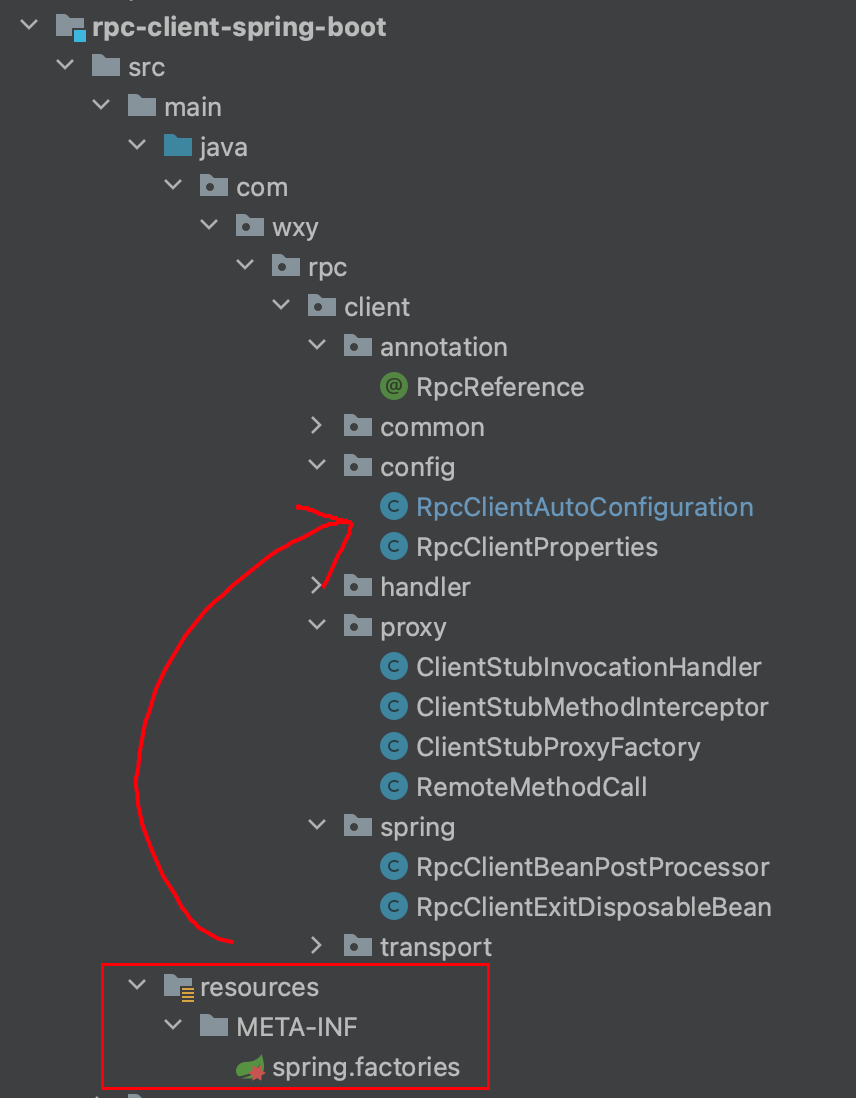 rpc-client-spring-boot
src
main
java
com
wxy
rpc
client
annotation
RpcReference
common
config
RpcClientAutoConfiguration
RpcClientProperties
handler
proxy
ClientStubInvocationHandler
ClientStubMethodInterceptor
ClientStubProxyFactory
RemoteMethodCall
spring
RpcClientBeanPostProcessor
RpcClientExitDisposableBean
transport
resources
META-INF
spring.factories